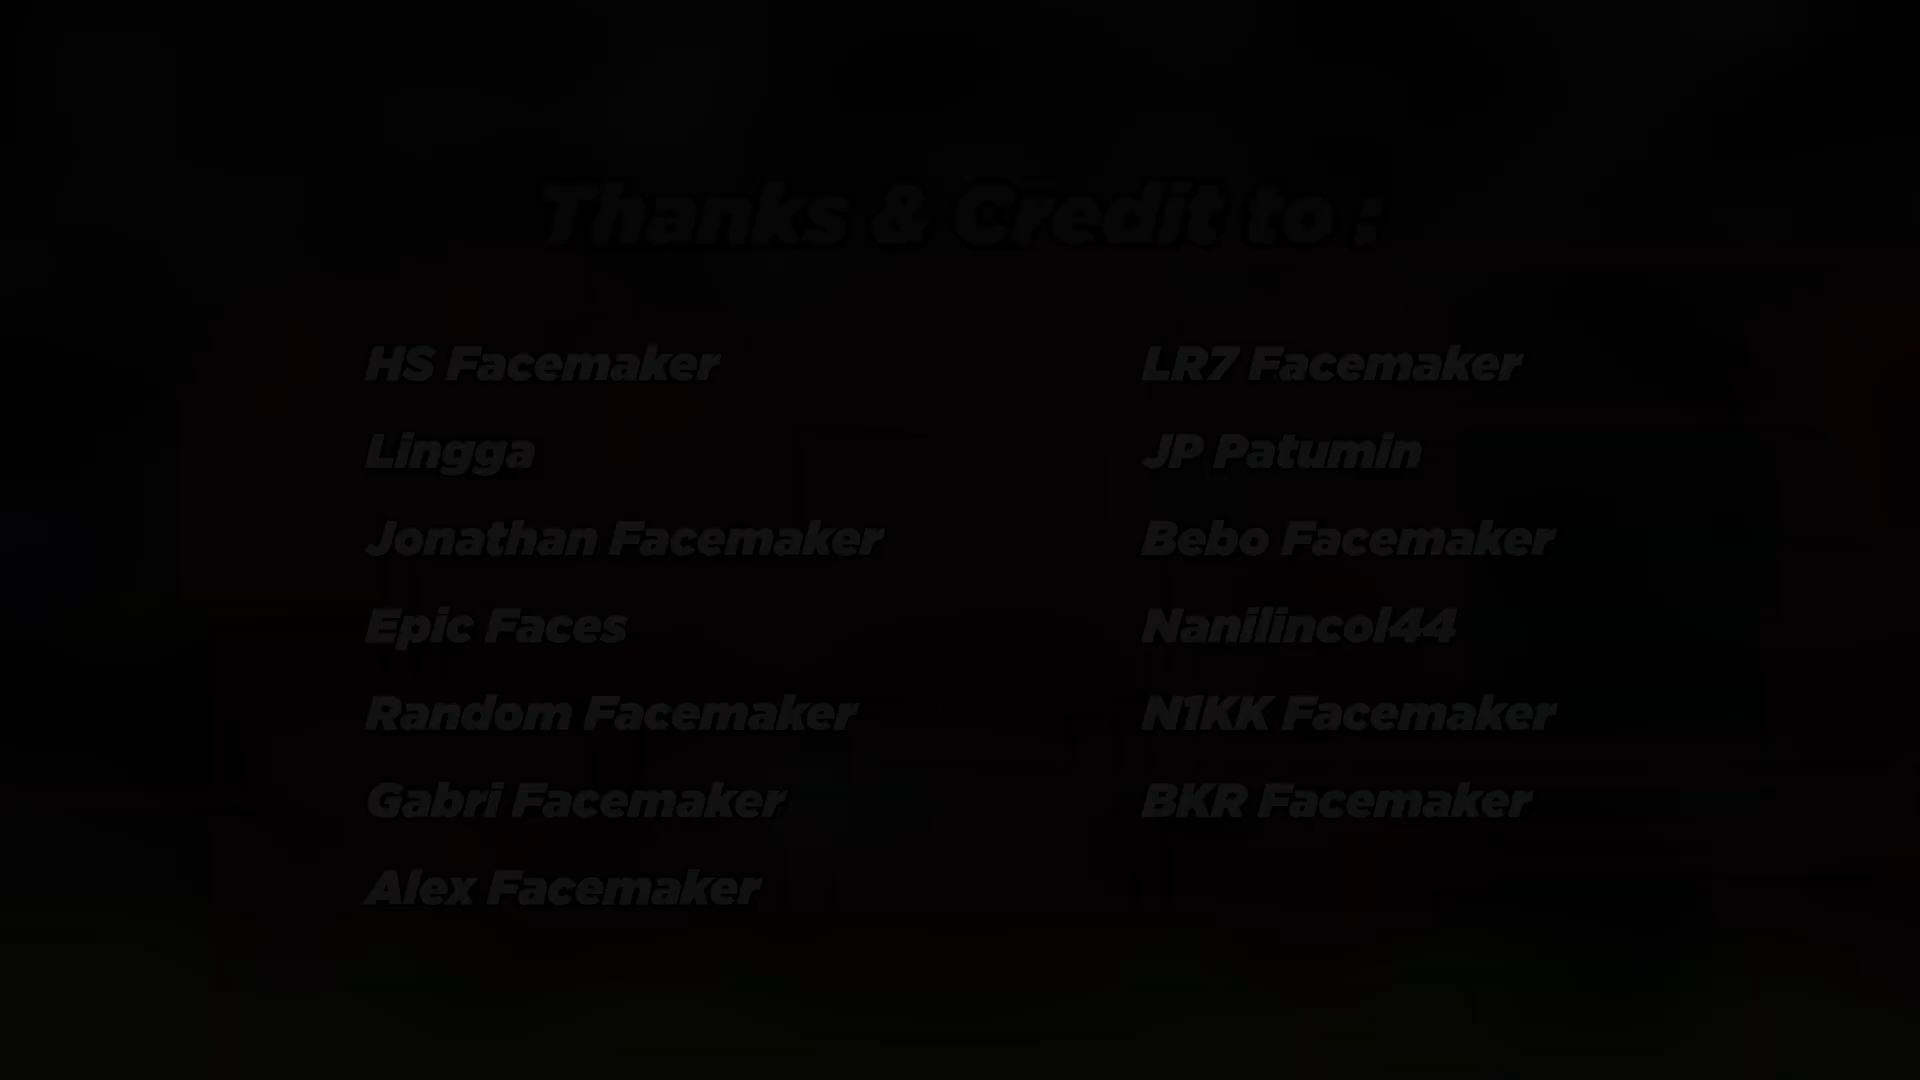 Thanks & Credit to :
HS Facemaker
Lingga
Jonathan Facemaker
Epic Faces
Random Facemaker
Gabri Facemaker
Alex Facemaker
LR7 Facemaker
JP Patumin
Bebo Facemaker
Nanilincol44
N1KK Facemaker
BKR Facemaker